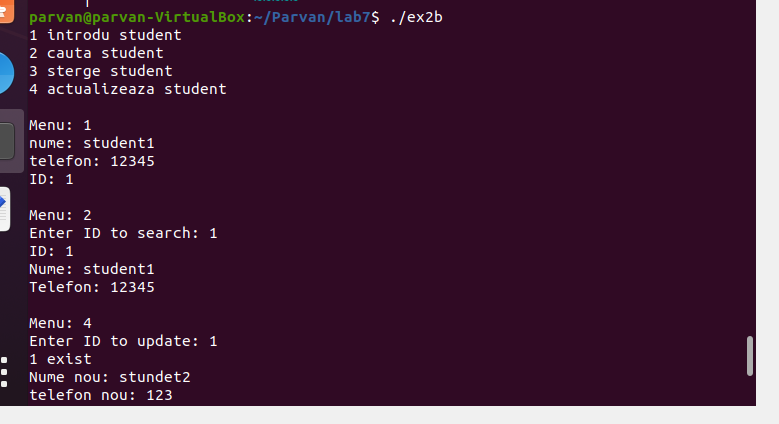 parvan@parvan-VirtualBox:~/Parvan/lab7$ ./ex2b
1 introdu student
2 cauta student
3 sterge student
4 actualizeaza student
Menu: 1
nume: student1
telefon: 12345
ID: 1
Menu: 2
Enter ID to search: 1
ID: 1
Nume: student1
Telefon: 12345
Menu: 4
Enter ID to update: 1
1 exist
Nume nou: stundet2
telefon nou: 123